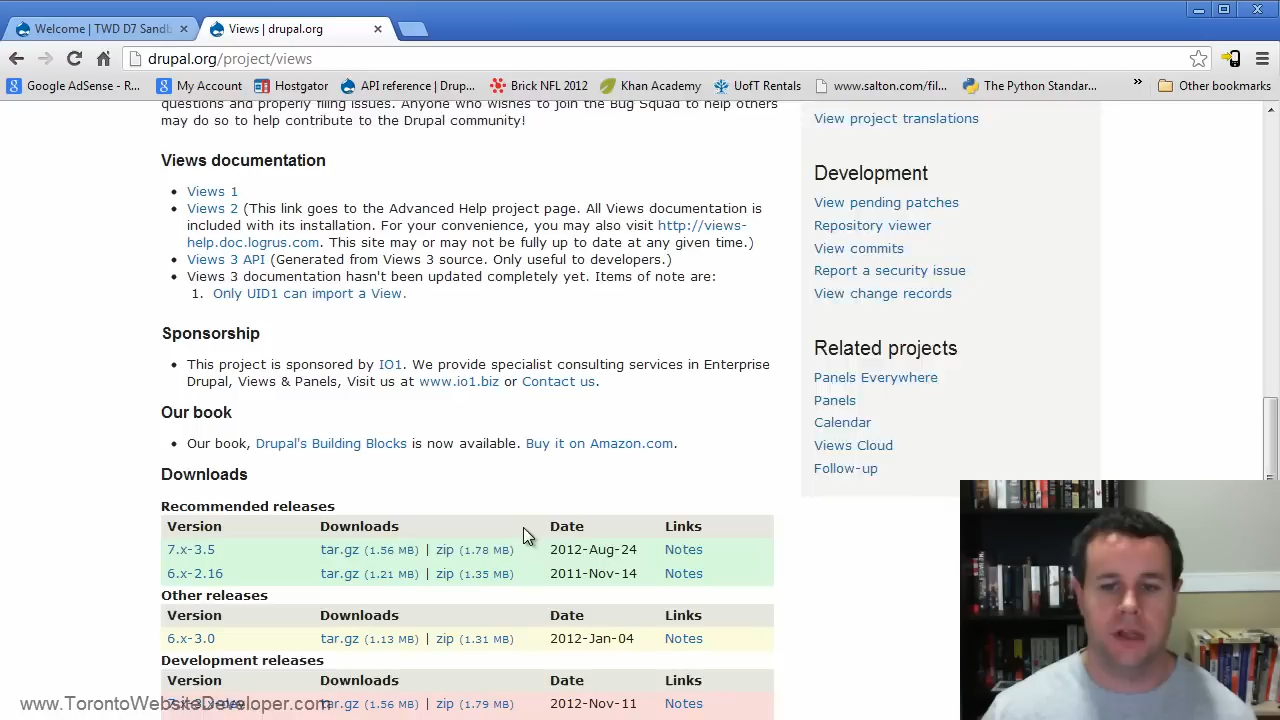 Welcome | TWD D7 Sandb
Views | drupal.org
drupal.org/project/views
Google AdSense - R...
My Account
Hostgator
API reference | Drup...
Brick NFL 2012
Khan Academy
UofT Rentals
www.salton.com/fil...
The Python Standar...
»
Other bookmarks
questions and properly filing issues. Anyone who wishes to join the Bug Squad to help others
may do so to help contribute to the Drupal community!
Views documentation
• Views 1
• Views 2 (This link goes to the Advanced Help project page. All Views documentation is
included with its installation. For your convenience, you may also visit http://views-
help.doc.logrus.com. This site may or may not be fully up to date at any given time.)
• Views 3 API (Generated from Views 3 source. Only useful to developers.)
• Views 3 documentation hasn't been updated completely yet. Items of note are:
1. Only UID1 can import a View.
Sponsorship
• This project is sponsored by IO1. We provide specialist consulting services in Enterprise
Drupal, Views & Panels, Visit us at www.io1.biz or Contact us.
Our book
• Our book, Drupal's Building Blocks is now available. Buy it on Amazon.com.
Downloads
Recommended releases
Version Downloads Date Links
7.x-3.5 tar.gz (1.56 MB) | zip (1.78 MB) 2012-Aug-24 Notes
6.x-2.16 tar.gz (1.21 MB) | zip (1.35 MB) 2011-Nov-14 Notes
Other releases
Version Downloads Date Links
6.x-3.0 tar.gz (1.13 MB) | zip (1.31 MB) 2012-Jan-04 Notes
Development releases
Version Downloads Date Links
7.x-3.x-dev tar.gz (1.56 MB) | zip (1.79 MB) 2012-Nov-11 Notes
www.TorontoWebsiteDeveloper.com
View project translations
Development
View pending patches
Repository viewer
View commits
Report a security issue
View change records
Related projects
Panels Everywhere
Panels
Calendar
Views Cloud
Follow-up